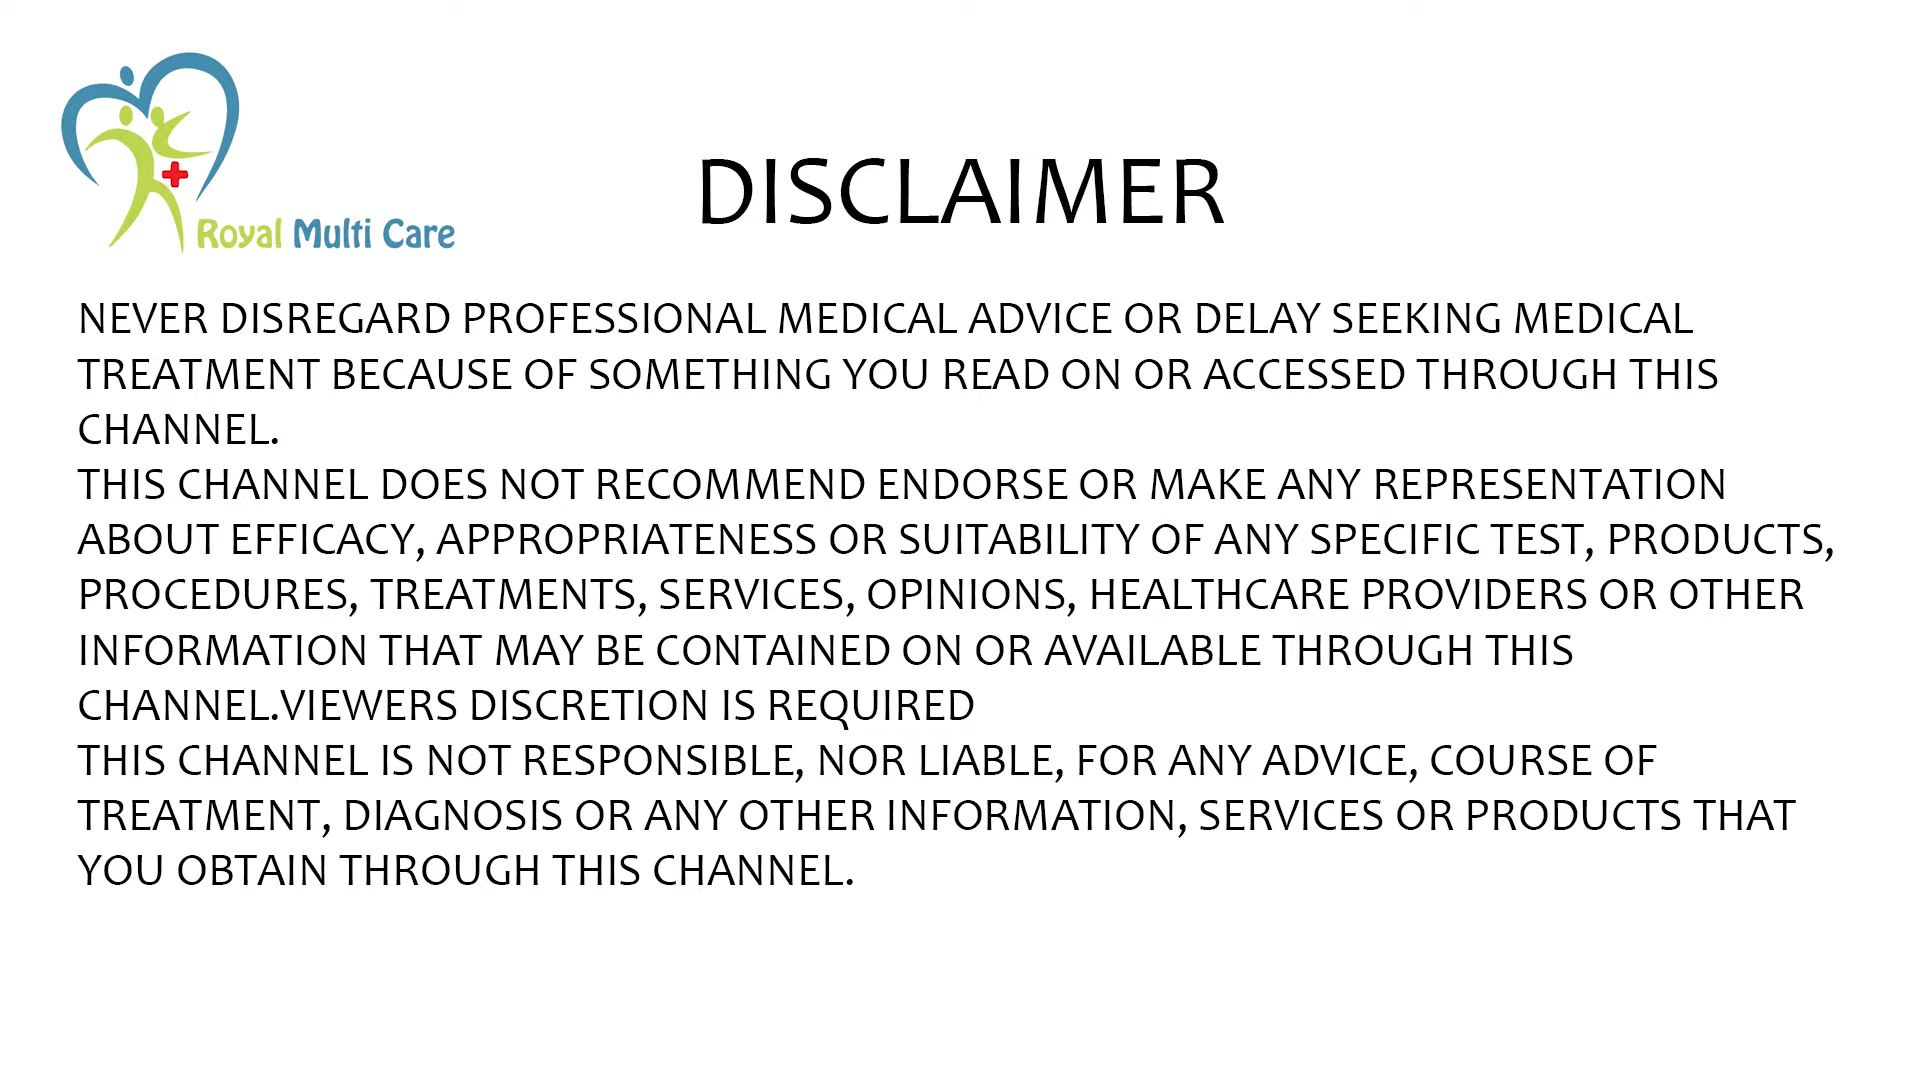 Royal Multi Care
DISCLAIMER
NEVER DISREGARD PROFESSIONAL MEDICAL ADVICE OR DELAY SEEKING MEDICAL
TREATMENT BECAUSE OF SOMETHING YOU READ ON OR ACCESSED THROUGH THIS
CHANNEL.
THIS CHANNEL DOES NOT RECOMMEND ENDORSE OR MAKE ANY REPRESENTATION
ABOUT EFFICACY, APPROPRIATENESS OR SUITABILITY OF ANY SPECIFIC TEST, PRODUCTS,
PROCEDURES, TREATMENTS, SERVICES, OPINIONS, HEALTHCARE PROVIDERS OR OTHER
INFORMATION THAT MAY BE CONTAINED ON OR AVAILABLE THROUGH THIS
CHANNEL.VIEWERS DISCRETION IS REQUIRED
THIS CHANNEL IS NOT RESPONSIBLE, NOR LIABLE, FOR ANY ADVICE, COURSE OF
TREATMENT, DIAGNOSIS OR ANY OTHER INFORMATION, SERVICES OR PRODUCTS THAT
YOU OBTAIN THROUGH THIS CHANNEL.